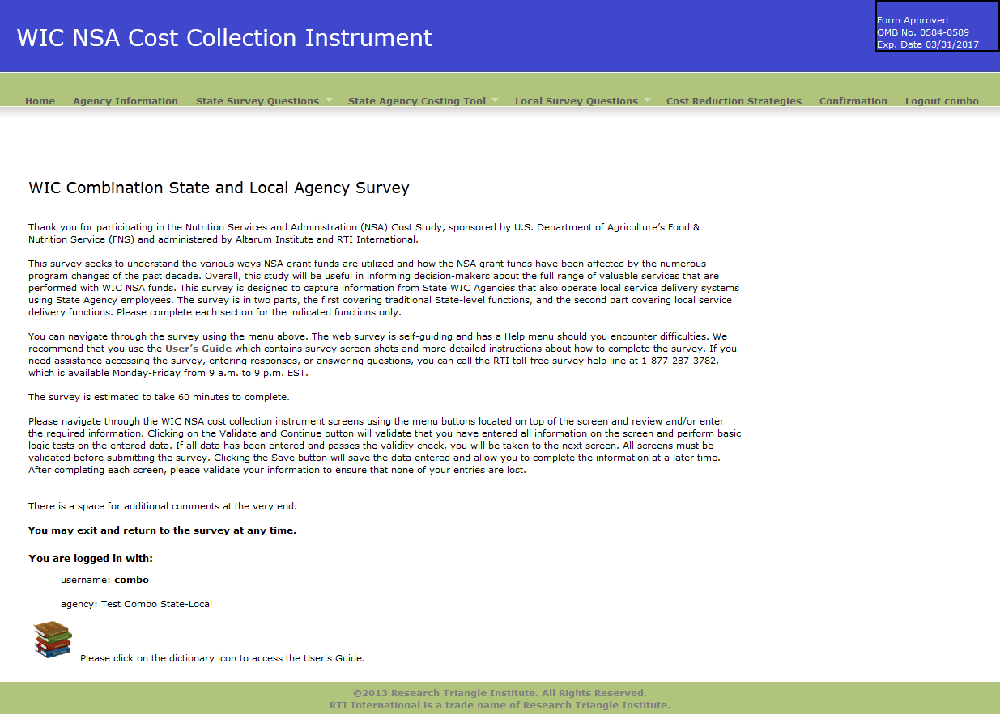 WIC NSA Cost Collection Instrument
Form Approved
OMB No. 0584-0589
Exp. Date 03/31/2017
Home Agency Information State Survey Questions State Agency Costing Tool Local Survey Questions Cost Reduction Strategies Confirmation Logout combo
WIC Combination State and Local Agency Survey
Thank you for participating in the Nutrition Services and Administration (NSA) Cost Study, sponsored by U.S. Department of Agriculture’s Food &
Nutrition Service (FNS) and administered by Altarum Institute and RTI International.
This survey seeks to understand the various ways NSA grant funds are utilized and how the NSA grant funds have been affected by the numerous
program changes of the past decade. Overall, this study will be useful in informing decision-makers about the full range of valuable services that are
performed with WIC NSA funds. This survey is designed to capture information from State WIC Agencies that also operate local service delivery systems
using State Agency employees. The survey is in two parts, the first covering traditional State-level functions, and the second part covering local service
delivery functions. Please complete each section for the indicated functions only.
You can navigate through the survey using the menu above. The web survey is self-guiding and has a Help menu should you encounter difficulties. We
recommend that you use the User’s Guide which contains survey screen shots and more detailed instructions about how to complete the survey. If you
need assistance accessing the survey, entering responses, or answering questions, you can call the RTI toll-free survey help line at 1-877-287-3782,
which is available Monday-Friday from 9 a.m. to 9 p.m. EST.
The survey is estimated to take 60 minutes to complete.
Please navigate through the WIC NSA cost collection instrument screens using the menu buttons located on top of the screen and review and/or enter
the required information. Clicking on the Validate and Continue button will validate that you have entered all information on the screen and perform basic
logic tests on the entered data. If all data has been entered and passes the validity check, you will be taken to the next screen. All screens must be
validated before submitting the survey. Clicking the Save button will save the data entered and allow you to complete the information at a later time.
After completing each screen, please validate your information to ensure that none of your entries are lost.
There is a space for additional comments at the very end.
You may exit and return to the survey at any time.
You are logged in with:
username: combo
agency: Test Combo State-Local
Please click on the dictionary icon to access the User's Guide.
©2013 Research Triangle Institute. All Rights Reserved.
RTI International is a trade name of Research Triangle Institute.